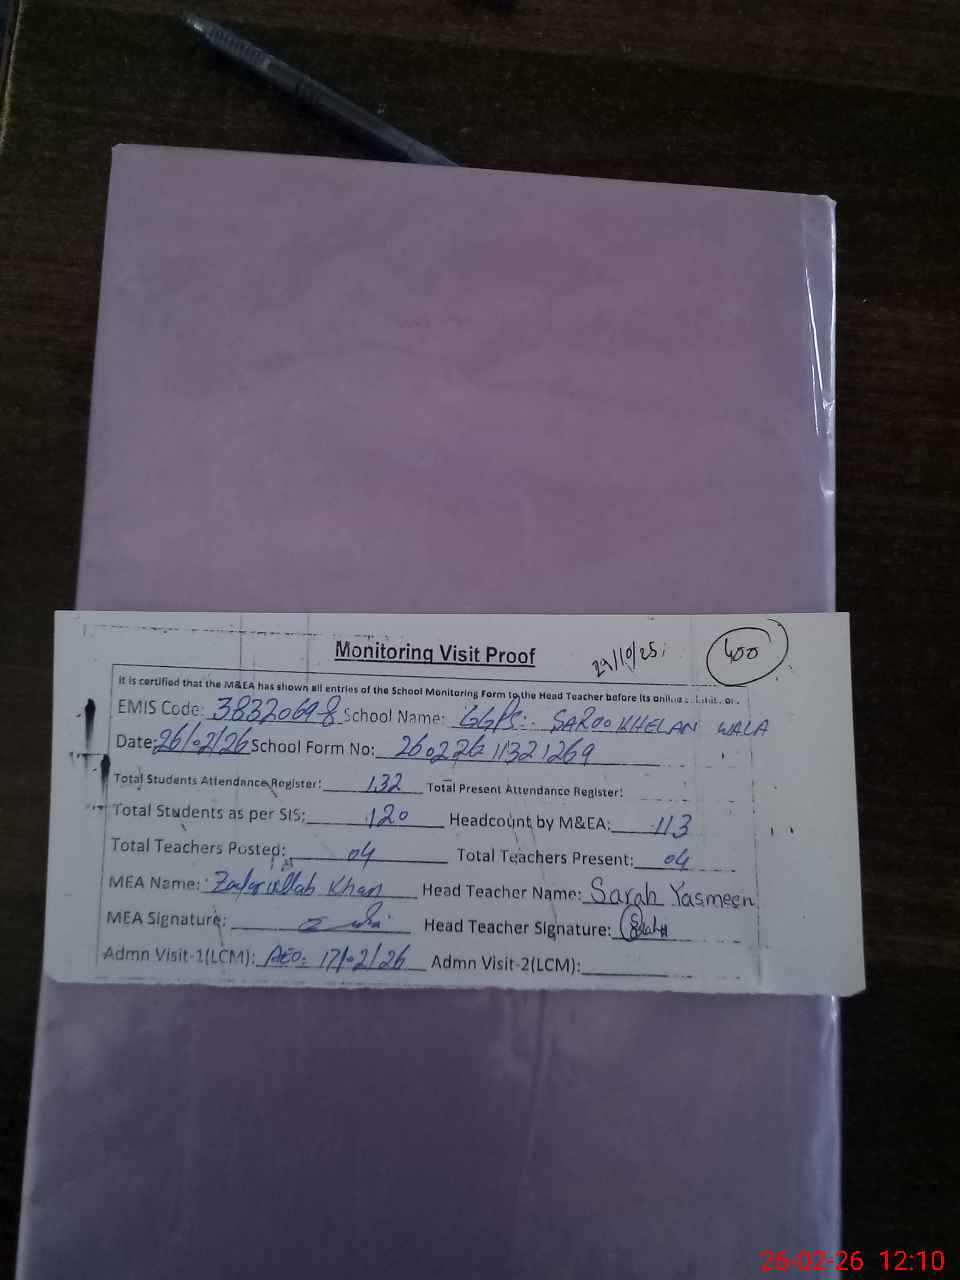 Monitoring Visit Proof
29/10/25
400
It is certified that the M&EA has shown all entries of the School Monitoring Form to the Head Teacher before its online
EMIS Code: 38320698 School Name: GGPS: SAROO KHELAN WALA
Date: 26/02/26 School Form No: 26022611321269
Total Students Attendance Register: 132 Total Present Attendance Register:
Total Students as per SIS: 120 Headcount by M&EA: 113
Total Teachers Posted: 04 Total Teachers Present: 04
MEA Name: Zafar ullah Khan Head Teacher Name: Sarah Yasmeen
MEA Signature: Head Teacher Signature:
Admn Visit-1(LCM): AEO: 17/02/26 Admn Visit-2(LCM):
26-02-26 12:10